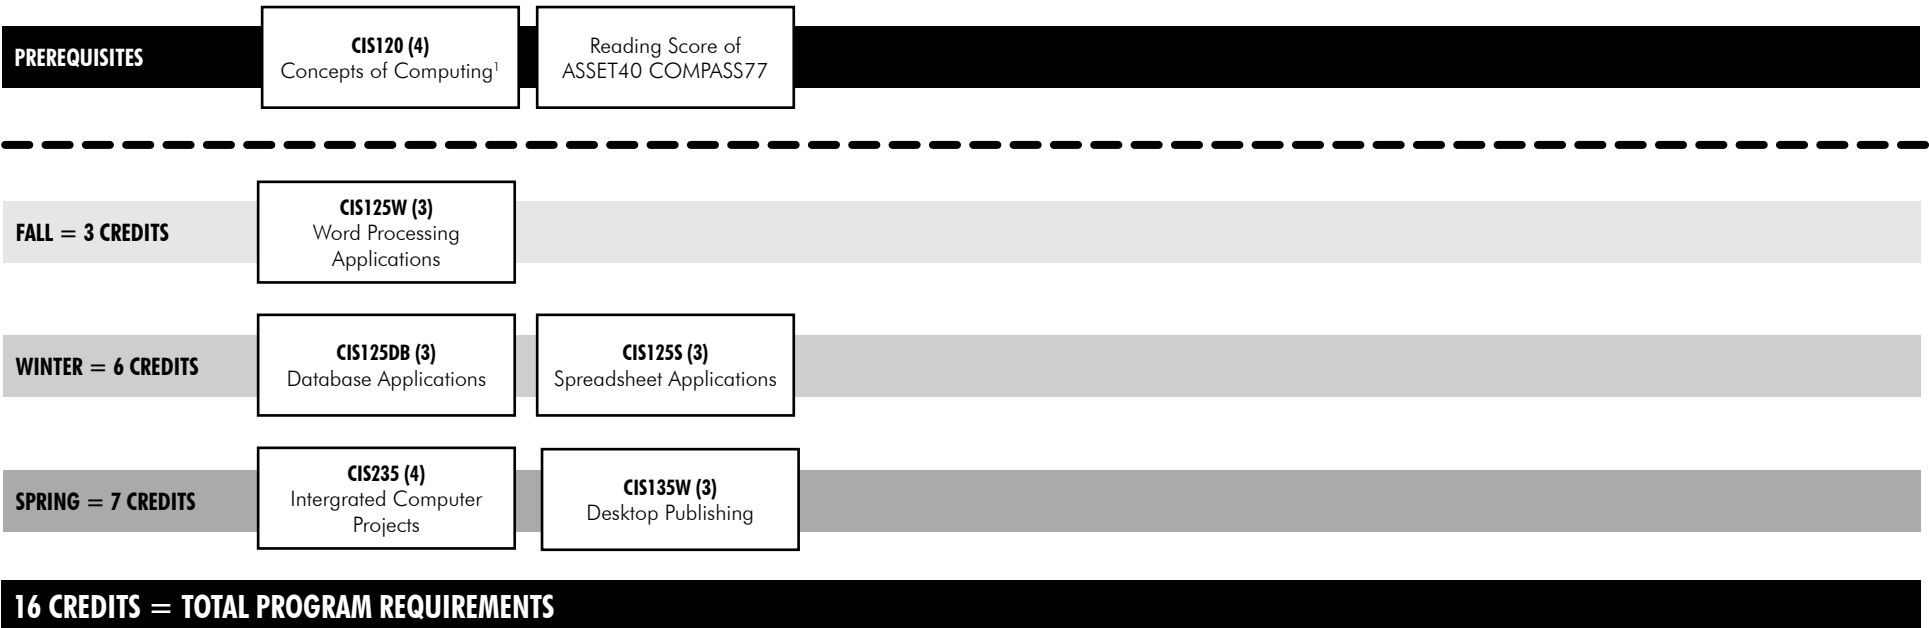 PREREQUISITES
CIS120 (4)
Concepts of Computing¹
Reading Score of
ASSET40 COMPASS77
FALL = 3 CREDITS
CIS125W (3)
Word Processing
Applications
WINTER = 6 CREDITS
CIS125DB (3)
Database Applications
CIS125S (3)
Spreadsheet Applications
SPRING = 7 CREDITS
CIS235 (4)
Intergrated Computer
Projects
CIS135W (3)
Desktop Publishing
16 CREDITS = TOTAL PROGRAM REQUIREMENTS